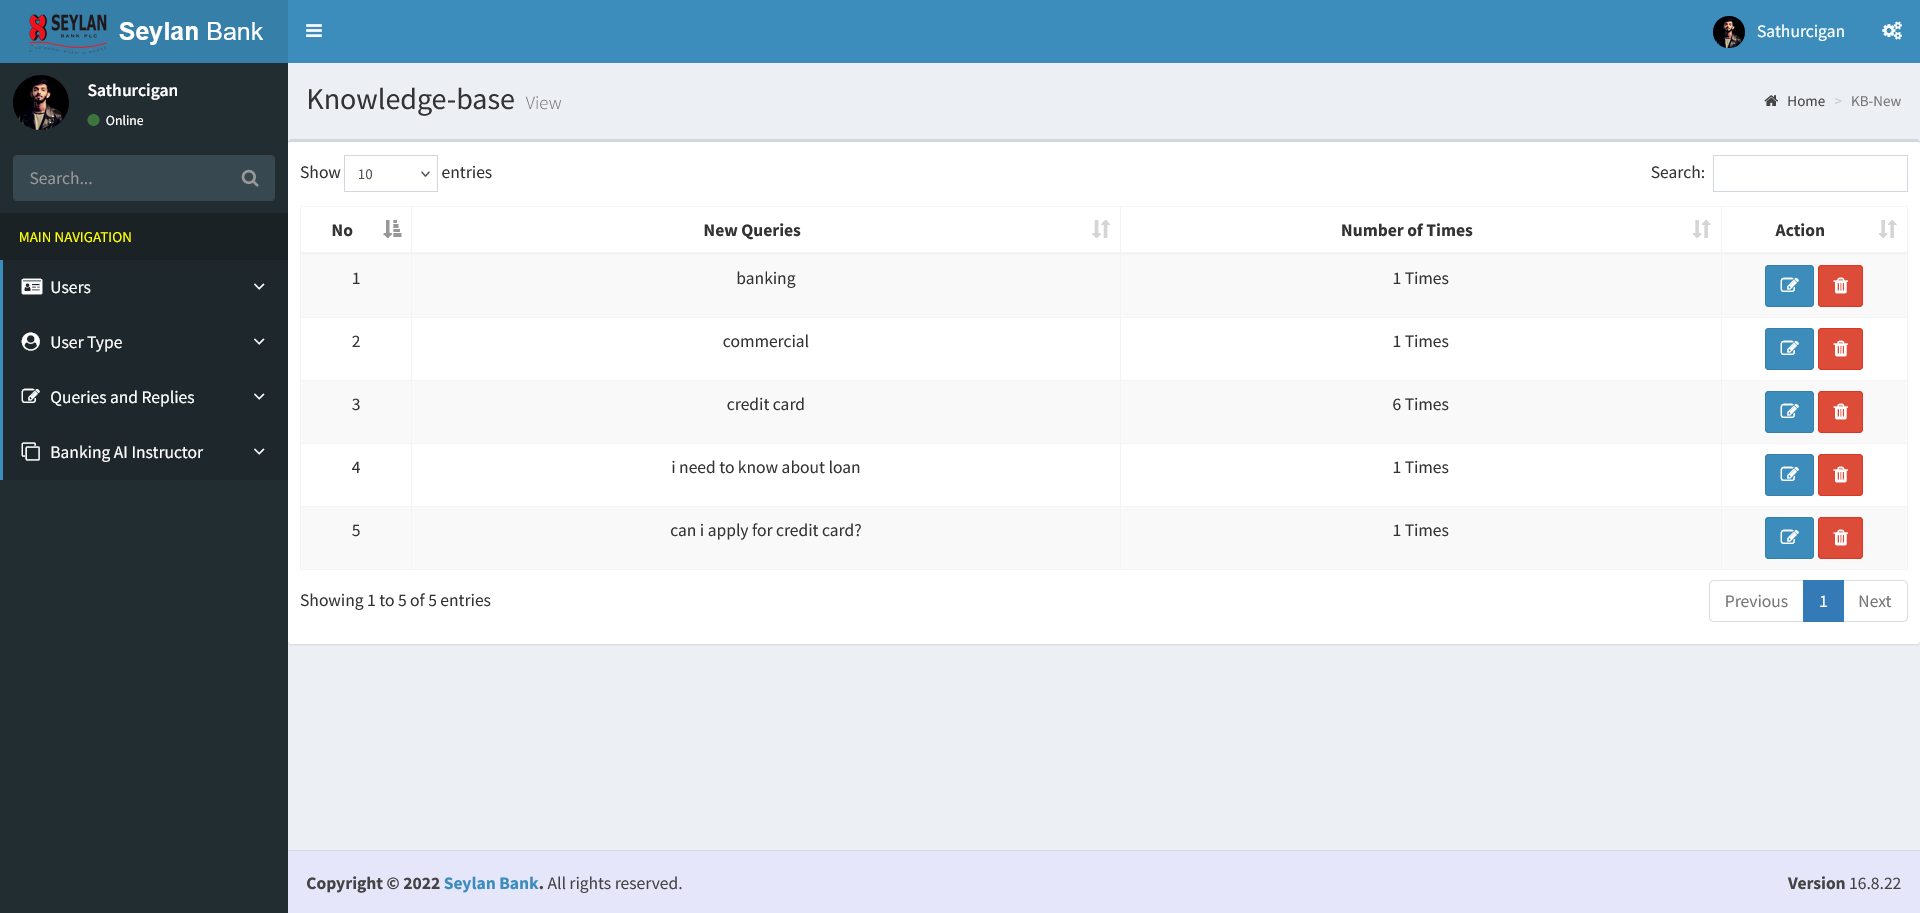 SEYLAN
BANK PLC
Seylan Bank
Sathurcigan
Sathurcigan
Online
Search...
MAIN NAVIGATION
Users
User Type
Queries and Replies
Banking AI Instructor
Knowledge-base View
Home > KB-New
Show 10 entries
Search:
No New Queries Number of Times Action
1 banking 1 Times
2 commercial 1 Times
3 credit card 6 Times
4 i need to know about loan 1 Times
5 can i apply for credit card? 1 Times
Showing 1 to 5 of 5 entries
Previous 1 Next
Copyright © 2022 Seylan Bank. All rights reserved.
Version 16.8.22